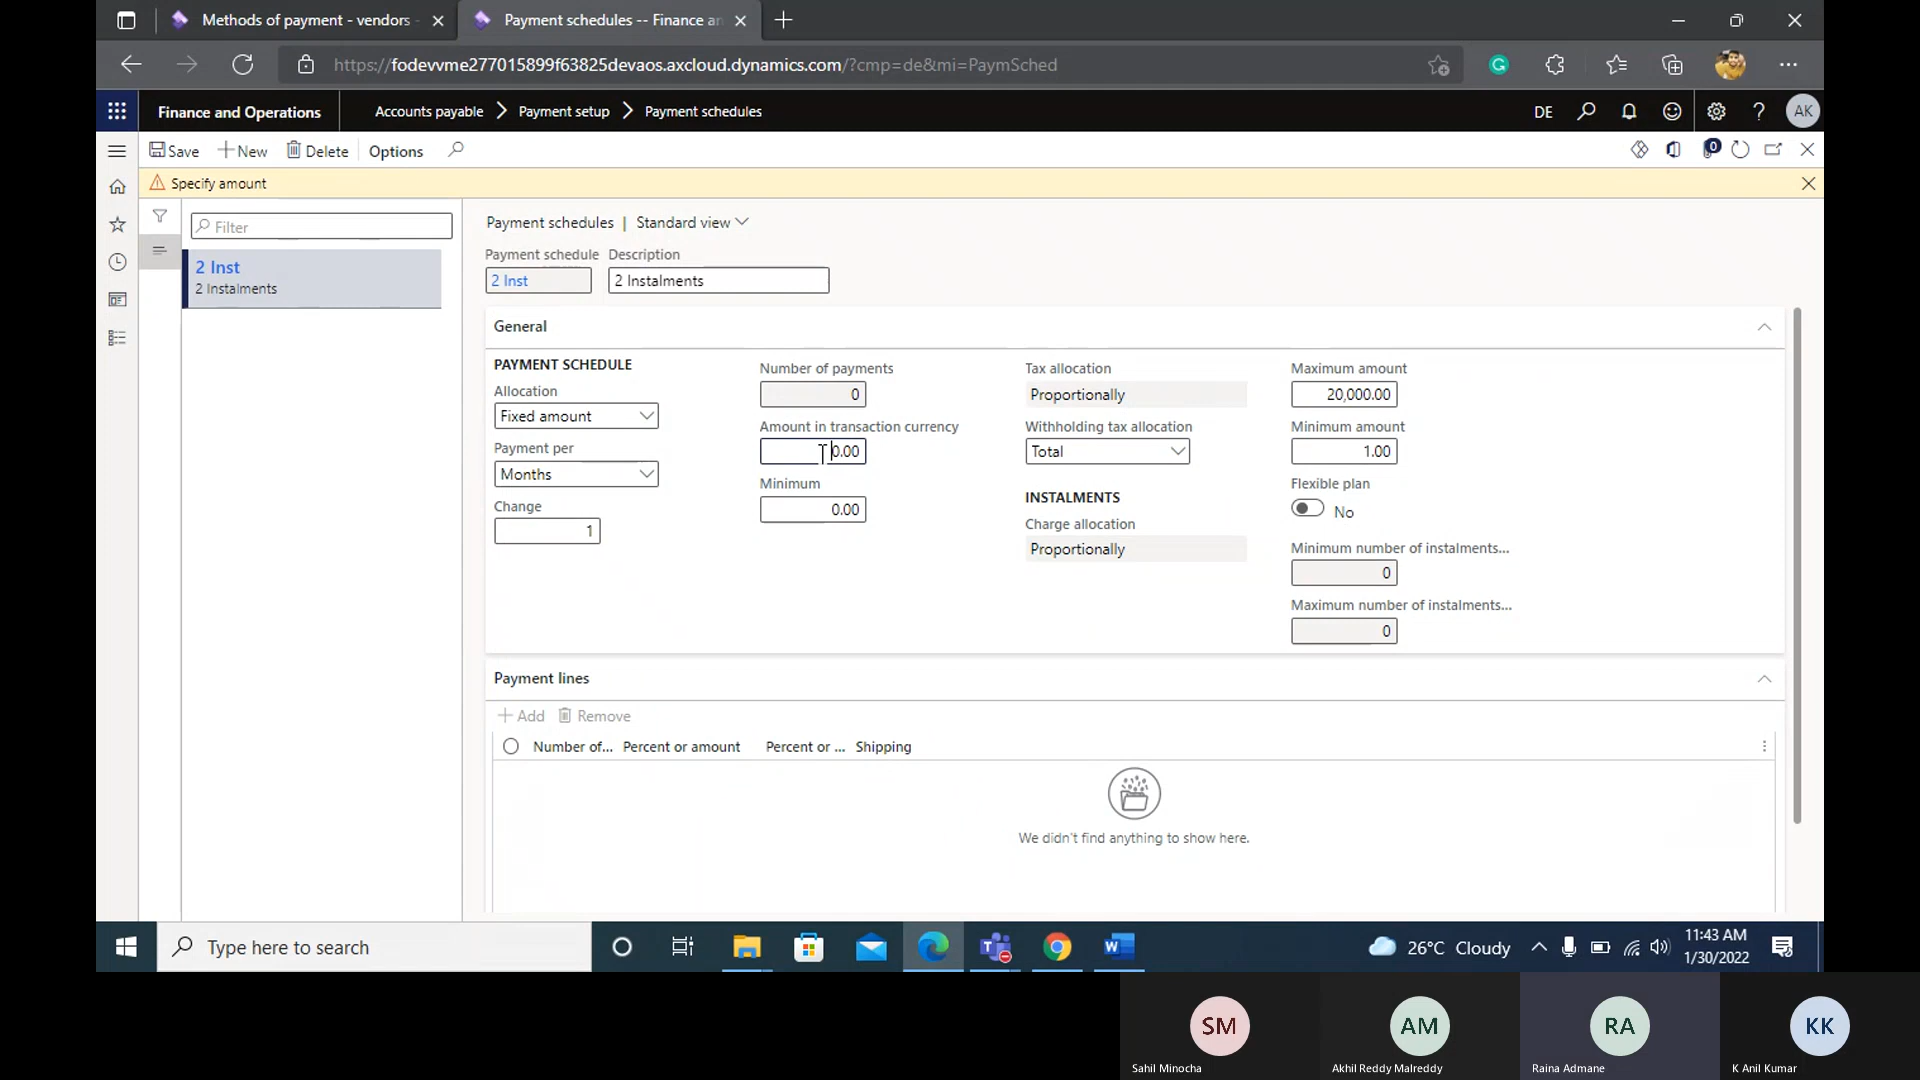 Methods of payment - vendors -
Payment schedules -- Finance an
https://fodevvme277015899f63825devaos.axcloud.dynamics.com/?cmp=de&mi=PaymSched
Finance and Operations
Accounts payable
Payment setup
Payment schedules
DE
AK
Save
New
Delete
Options
0
Specify amount
Filter
2 Inst
2 Instalments
Payment schedules | Standard view
Payment schedule
Description
2 Inst
2 Instalments
General
PAYMENT SCHEDULE
Allocation
Fixed amount
Payment per
Months
Change
1
Number of payments
0
Amount in transaction currency
0.00
Minimum
0.00
Tax allocation
Proportionally
Withholding tax allocation
Total
INSTALMENTS
Charge allocation
Proportionally
Maximum amount
20,000.00
Minimum amount
1.00
Flexible plan
No
Minimum number of instalments...
0
Maximum number of instalments...
0
Payment lines
Add
Remove
Number of...
Percent or amount
Percent or ...
Shipping
We didn't find anything to show here.
Type here to search
26°C Cloudy
11:43 AM
1/30/2022
SM
AM
RA
KK
Sahil Minocha
Akhil Reddy Malreddy
Raina Admane
K Anil Kumar